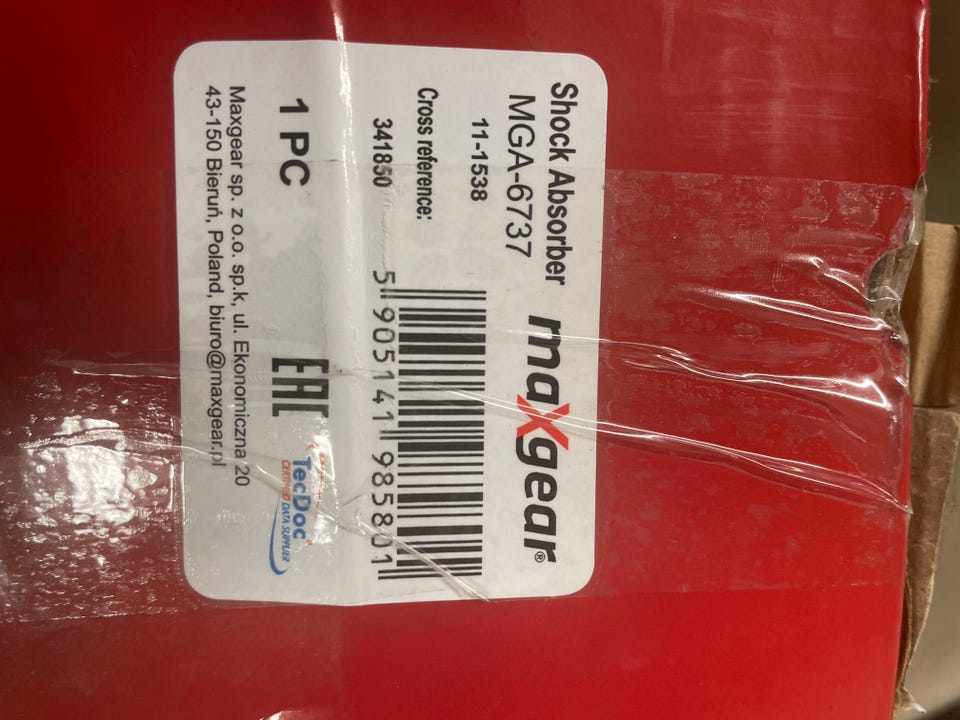 Shock Absorber
MGA-6737
maXgear®
11-1538
Cross reference:
341850
5 905141 985801
1 PC
EAC
TecDoc
CERTIFIED DATA SUPPLIER
Maxgear sp. z o.o. sp.k, ul. Ekonomiczna 20
43-150 Bieruń, Poland, biuro@maxgear.pl